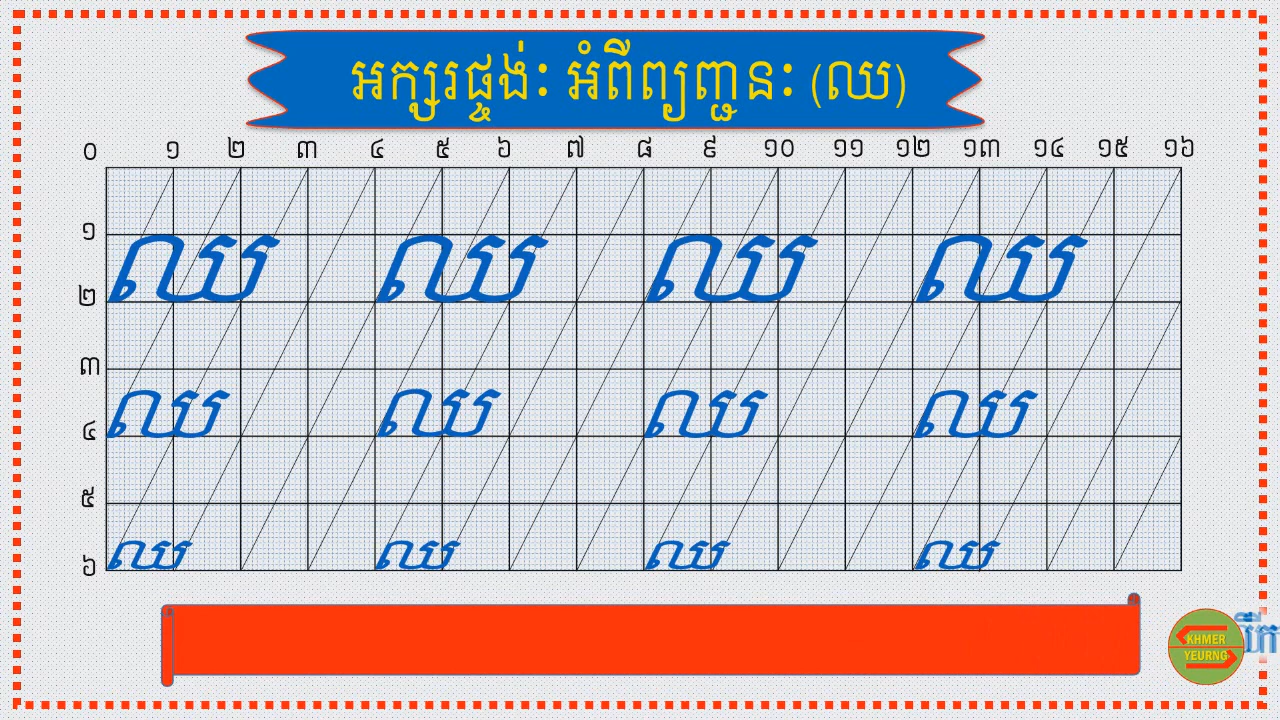 អក្សរផ្ចង់ៈ អំពីព្យញ្ជនៈ (ឈ)
០ ១ ២ ៣ ៤ ៥ ៦ ៧ ៨ ៩ ១០ ១១ ១២ ១៣ ១៤ ១៥ ១៦
១
ឈ ឈ ឈ ឈ
២
៣
ឈ ឈ ឈ ឈ
៤
៥
ឈ ឈ ឈ ឈ
៦
KHMER
YEURNG